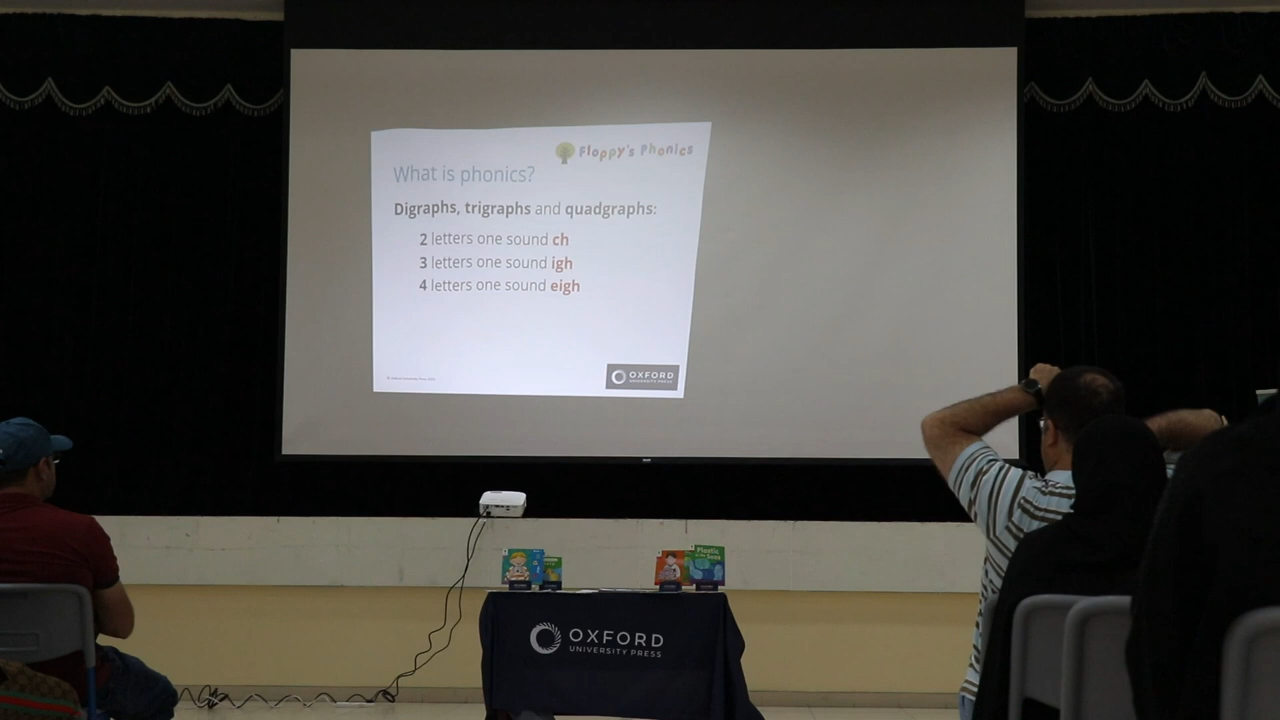 Floppy's Phonics
What is phonics?
Digraphs, trigraphs and quadgraphs:
2 letters one sound ch
3 letters one sound igh
4 letters one sound eigh
OXFORD
UNIVERSITY PRESS
Plastic
OXFORD
UNIVERSITY PRESS